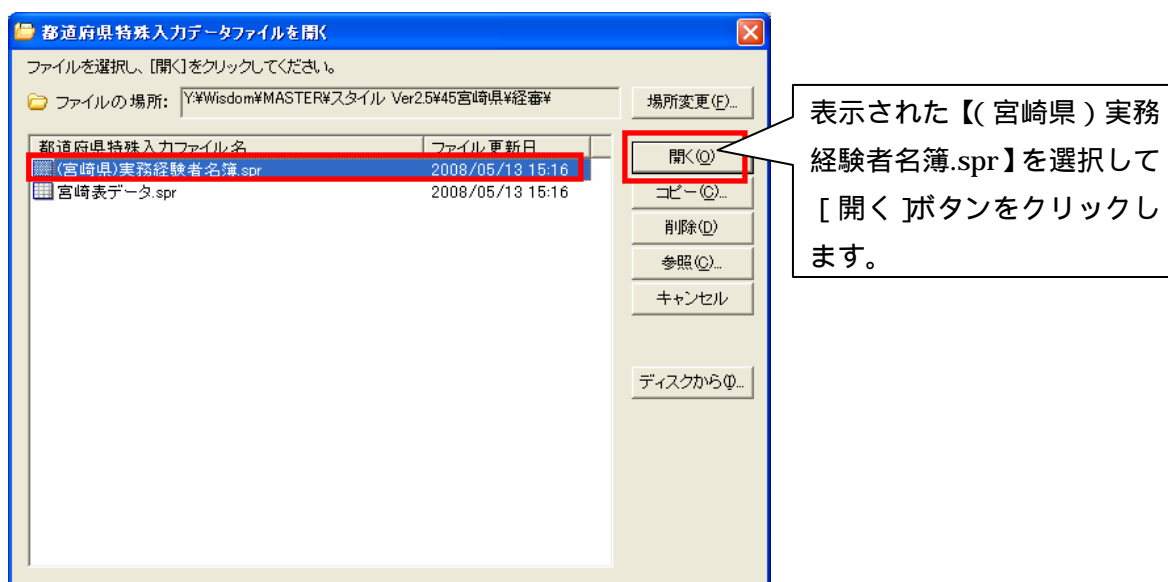 都道府県特殊入力データファイルを開く
ファイルを選択し、[開く]をクリックしてください。
ファイルの場所: Y:¥Wisdom¥MASTER¥スタイル Ver2.5¥45宮崎県¥経審¥ 場所変更(F)...
都道府県特殊入力ファイル名 ファイル更新日
(宮崎県)実務経験者名簿.spr 2008/05/13 15:16
宮崎表データ.spr 2008/05/13 15:16
開く(O)
コピー(C)...
削除(D)
参照(C)...
キャンセル
ディスクから(I)...
表示された【(宮崎県)実務
経験者名簿.spr】を選択して
[開く]ボタンをクリックし
ます。